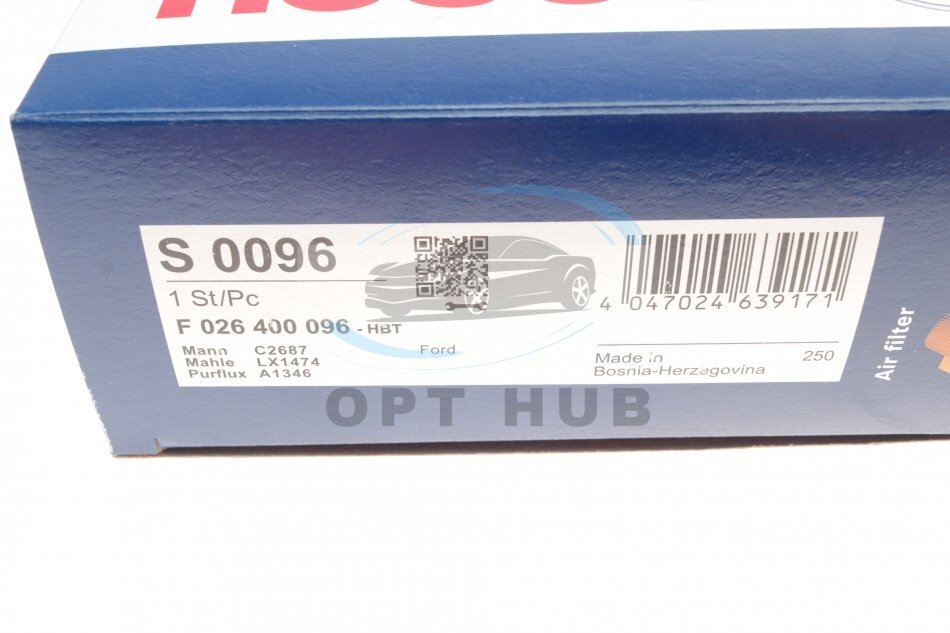 S 0096
1 St/Pc
F 026 400 096 - HBT
Mann C2687
Mahle LX1474
Purflux A1346
Ford
4 047024 639171
Made in
Bosnia-Herzegovina
250
Air filter
OPT HUB